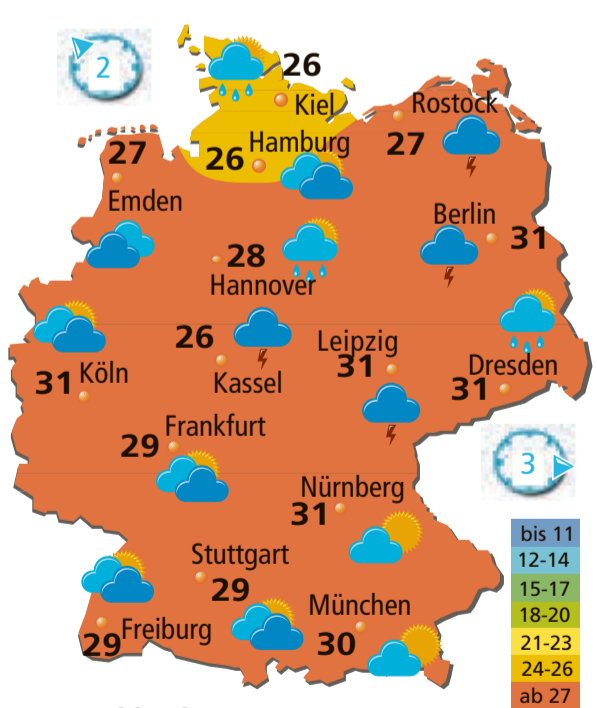 2
26
Kiel
Rostock
27
Hamburg
26
27
Emden
Berlin
31
28
Hannover
26
Kassel
Leipzig
31
Dresden
31
31 Köln
Frankfurt
29
3
Nürnberg
31
Stuttgart
29
München
30
29 Freiburg
bis 11
12-14
15-17
18-20
21-23
24-26
ab 27